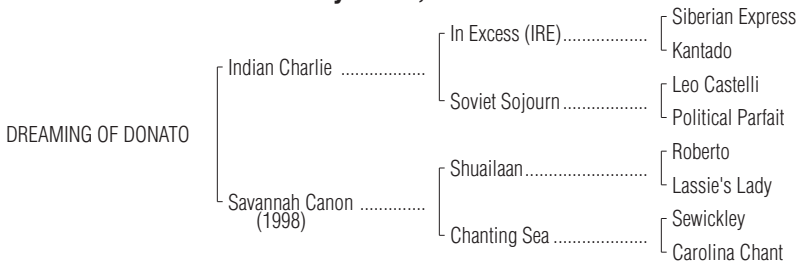 Siberian Express
In Excess (IRE)....................
Kantado
Indian Charlie ..................
Leo Castelli
Soviet Sojourn....................
Political Parfait
DREAMING OF DONATO
Roberto
Shuailaan.............................
Lassie's Lady
Savannah Canon ..............
(1998)
Sewickley
Chanting Sea ......................
Carolina Chant